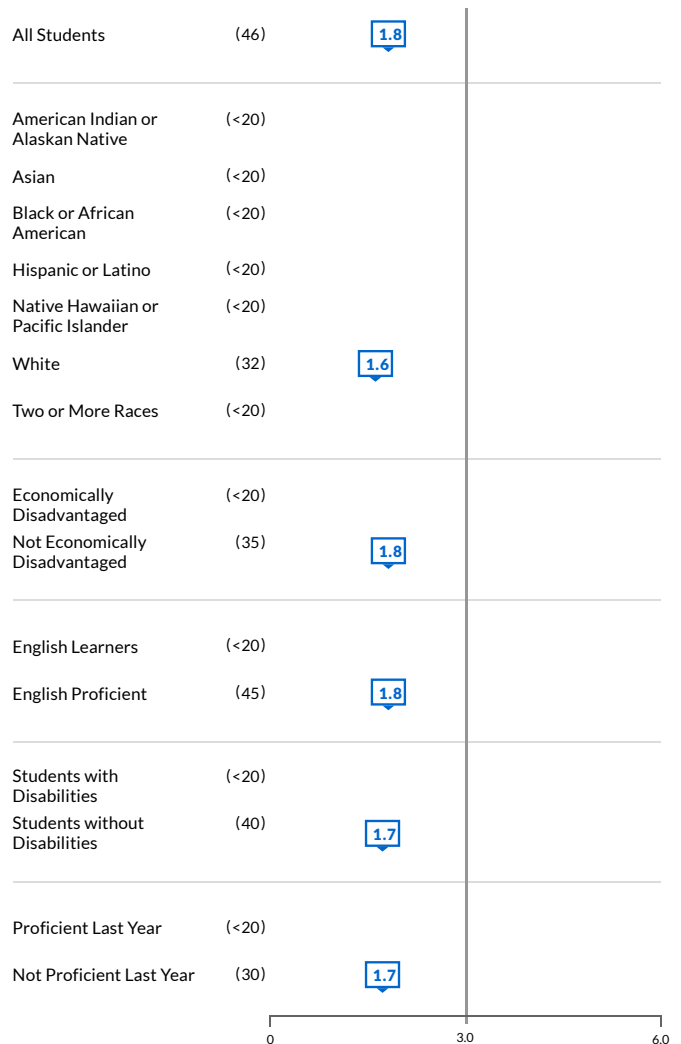 All Students (46) 1.8
American Indian or (<20)
Alaskan Native
Asian (<20)
Black or African (<20)
American
Hispanic or Latino (<20)
Native Hawaiian or (<20)
Pacific Islander
White (32) 1.6
Two or More Races (<20)
Economically (<20)
Disadvantaged
Not Economically (35) 1.8
Disadvantaged
English Learners (<20)
English Proficient (45) 1.8
Students with (<20)
Disabilities
Students without (40) 1.7
Disabilities
Proficient Last Year (<20)
Not Proficient Last Year (30) 1.7
0 3.0 6.0